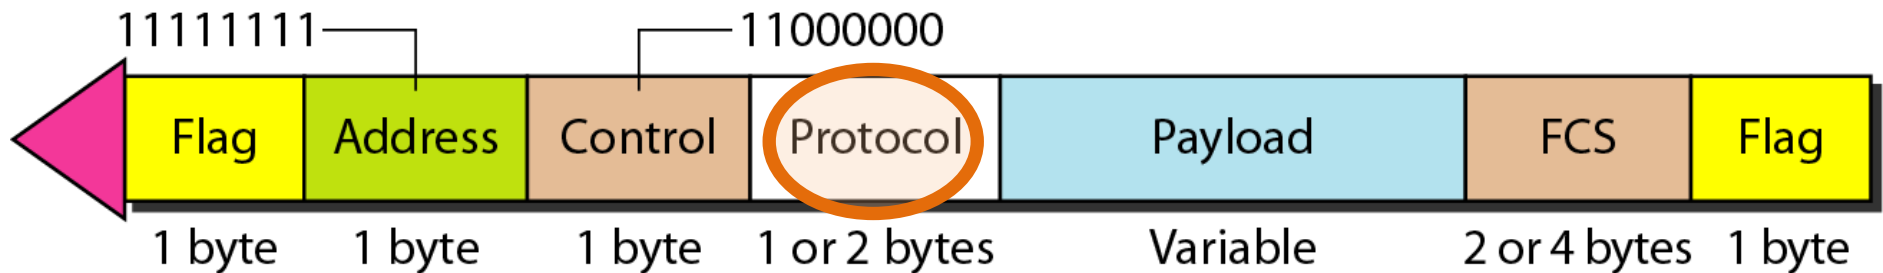 11111111 11000000
Flag Address Control Protocol Payload FCS Flag
1 byte 1 byte 1 byte 1 or 2 bytes Variable 2 or 4 bytes 1 byte